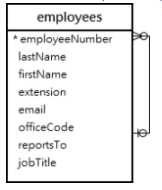 employees
* employeeNumber
lastName
firstName
extension
email
officeCode
reportsTo
jobTitle